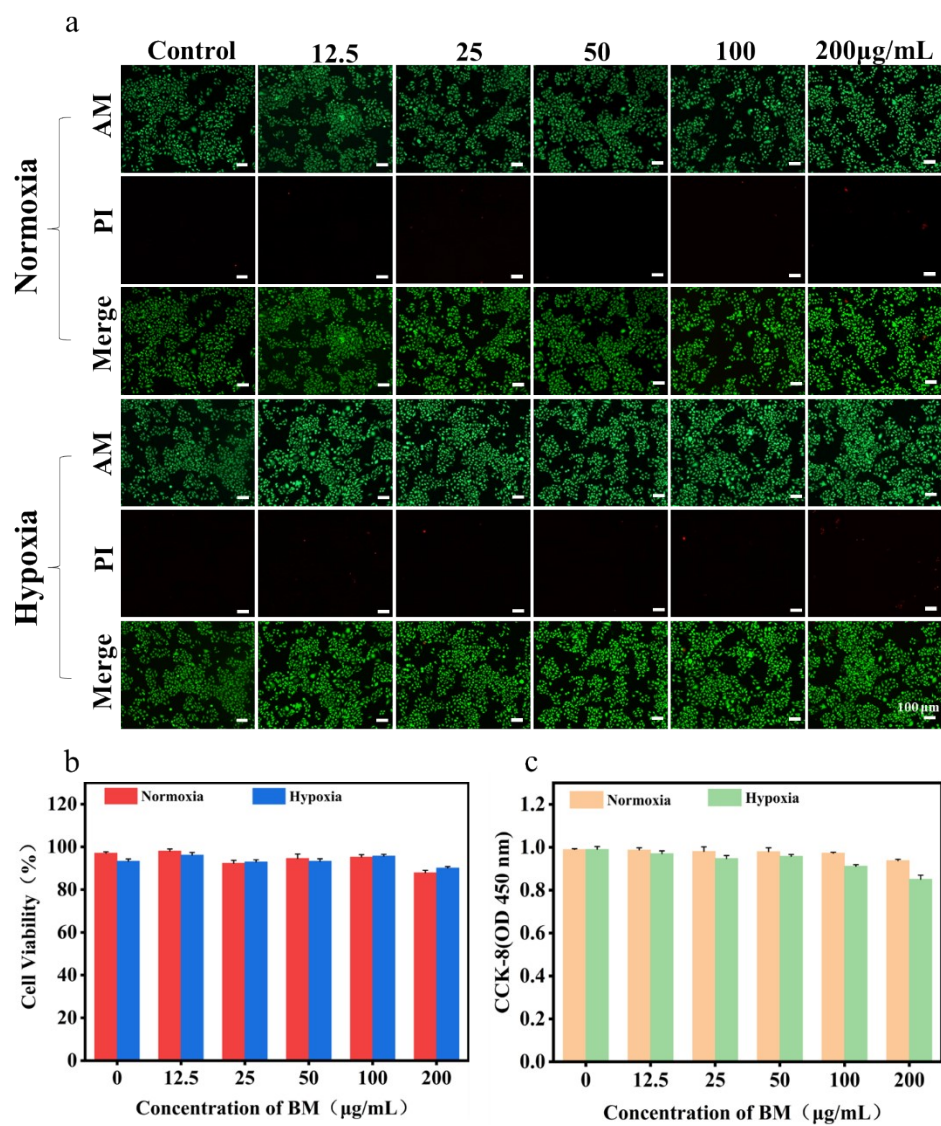 a
Control 12.5 25 50 100 200μg/mL
Normoxia
AM
PI
Merge
Hypoxia
AM
PI
Merge
100 μm
b
Normoxia Hypoxia
Cell Viability（%）
120
100
80
60
40
20
0
0 12.5 25 50 100 200
Concentration of BM（μg/mL）
c
Normoxia Hypoxia
CCK-8(OD 450 nm)
1.2
1.0
0.8
0.6
0.4
0.2
0.0
0 12.5 25 50 100 200
Concentration of BM（μg/mL）